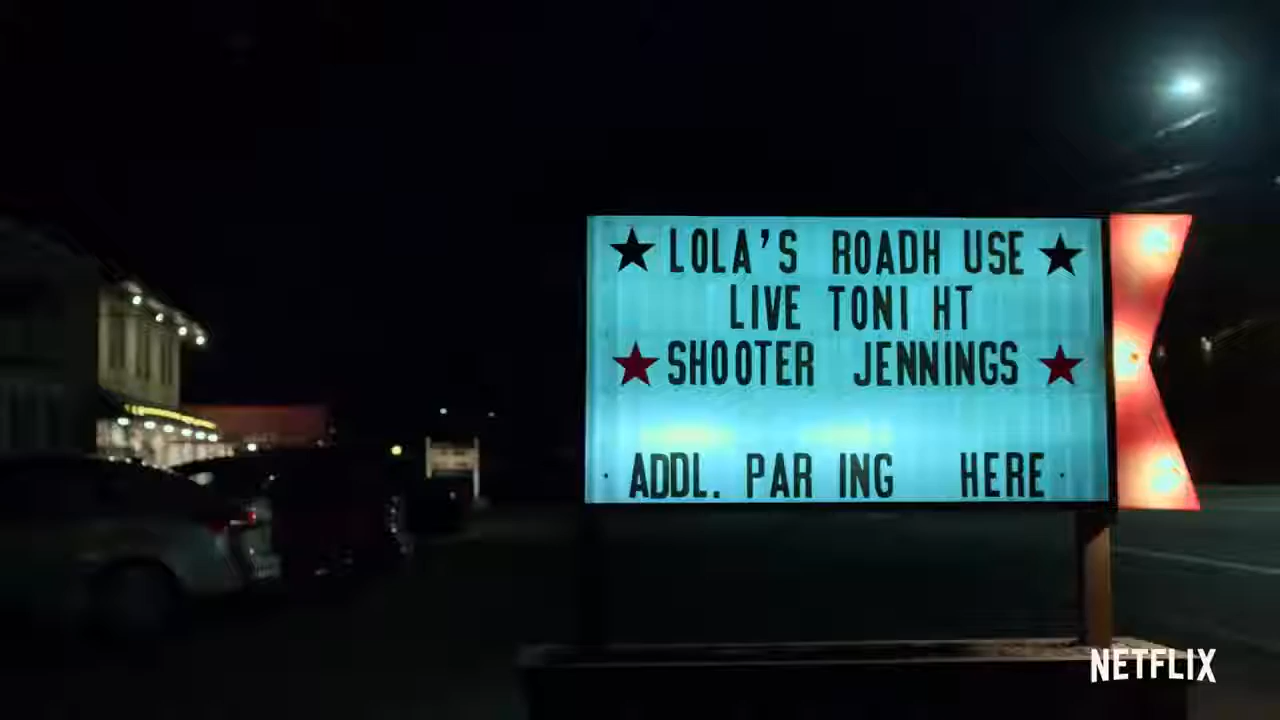 ★ LOLA'S ROADH USE ★
LIVE TONI HT
★ SHOOTER JENNINGS ★
ADDL. PAR ING HERE
NETFLIX